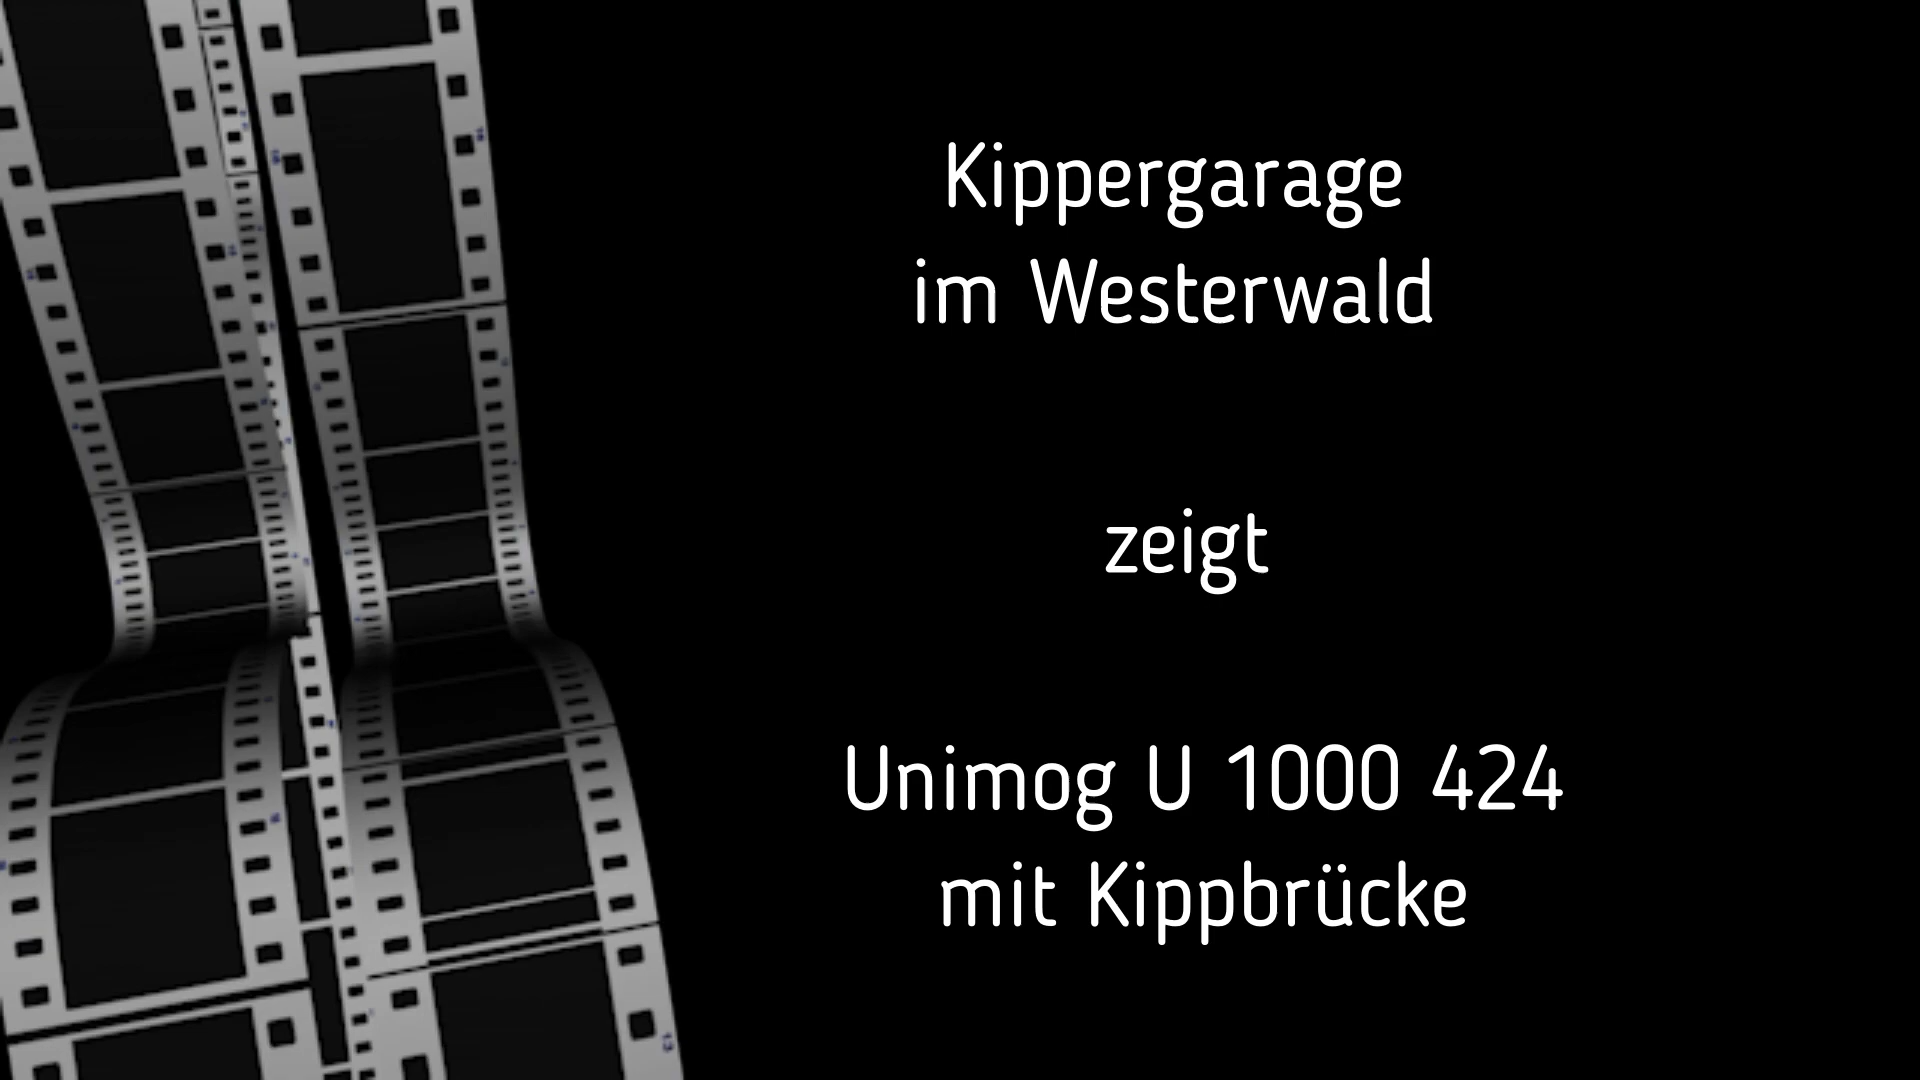 Kippergarage
im Westerwald
zeigt
Unimog U 1000 424
mit Kippbrücke